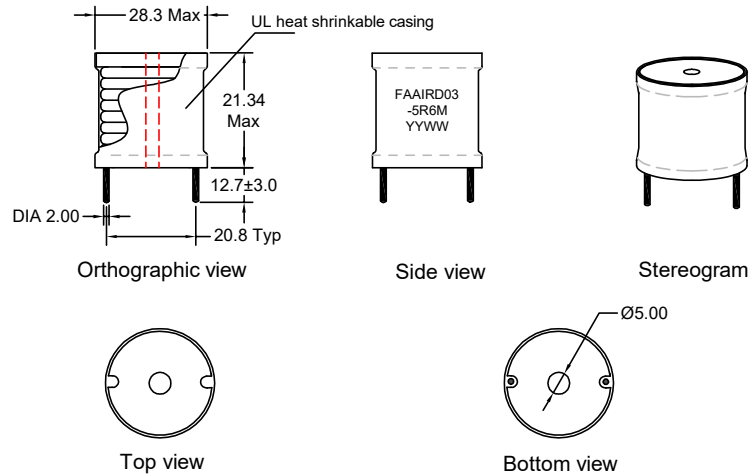 28.3 Max
UL heat shrinkable casing
21.34
Max
12.7±3.0
DIA 2.00
20.8 Typ
Orthographic view
FAAIRD03
-5R6M
YYWW
Side view
Stereogram
Top view
Ø5.00
Bottom view